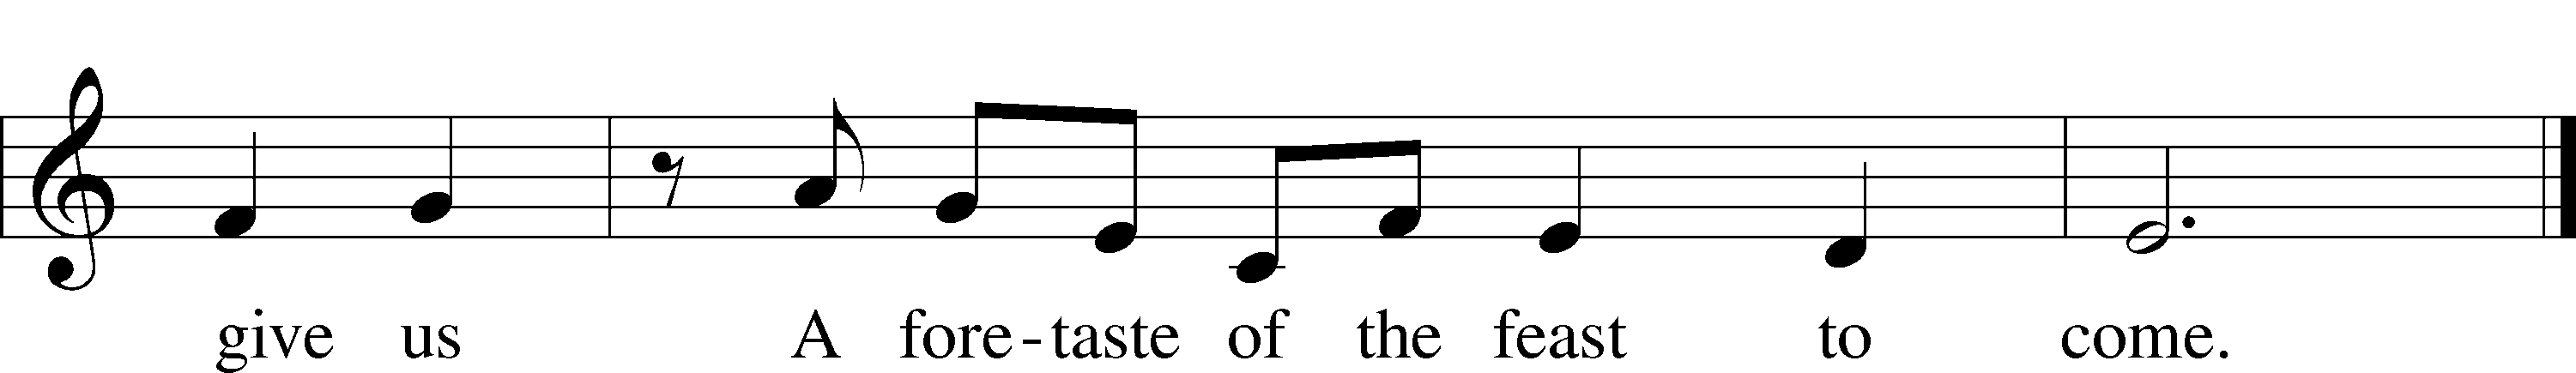 give us A fore-taste of the feast to come.